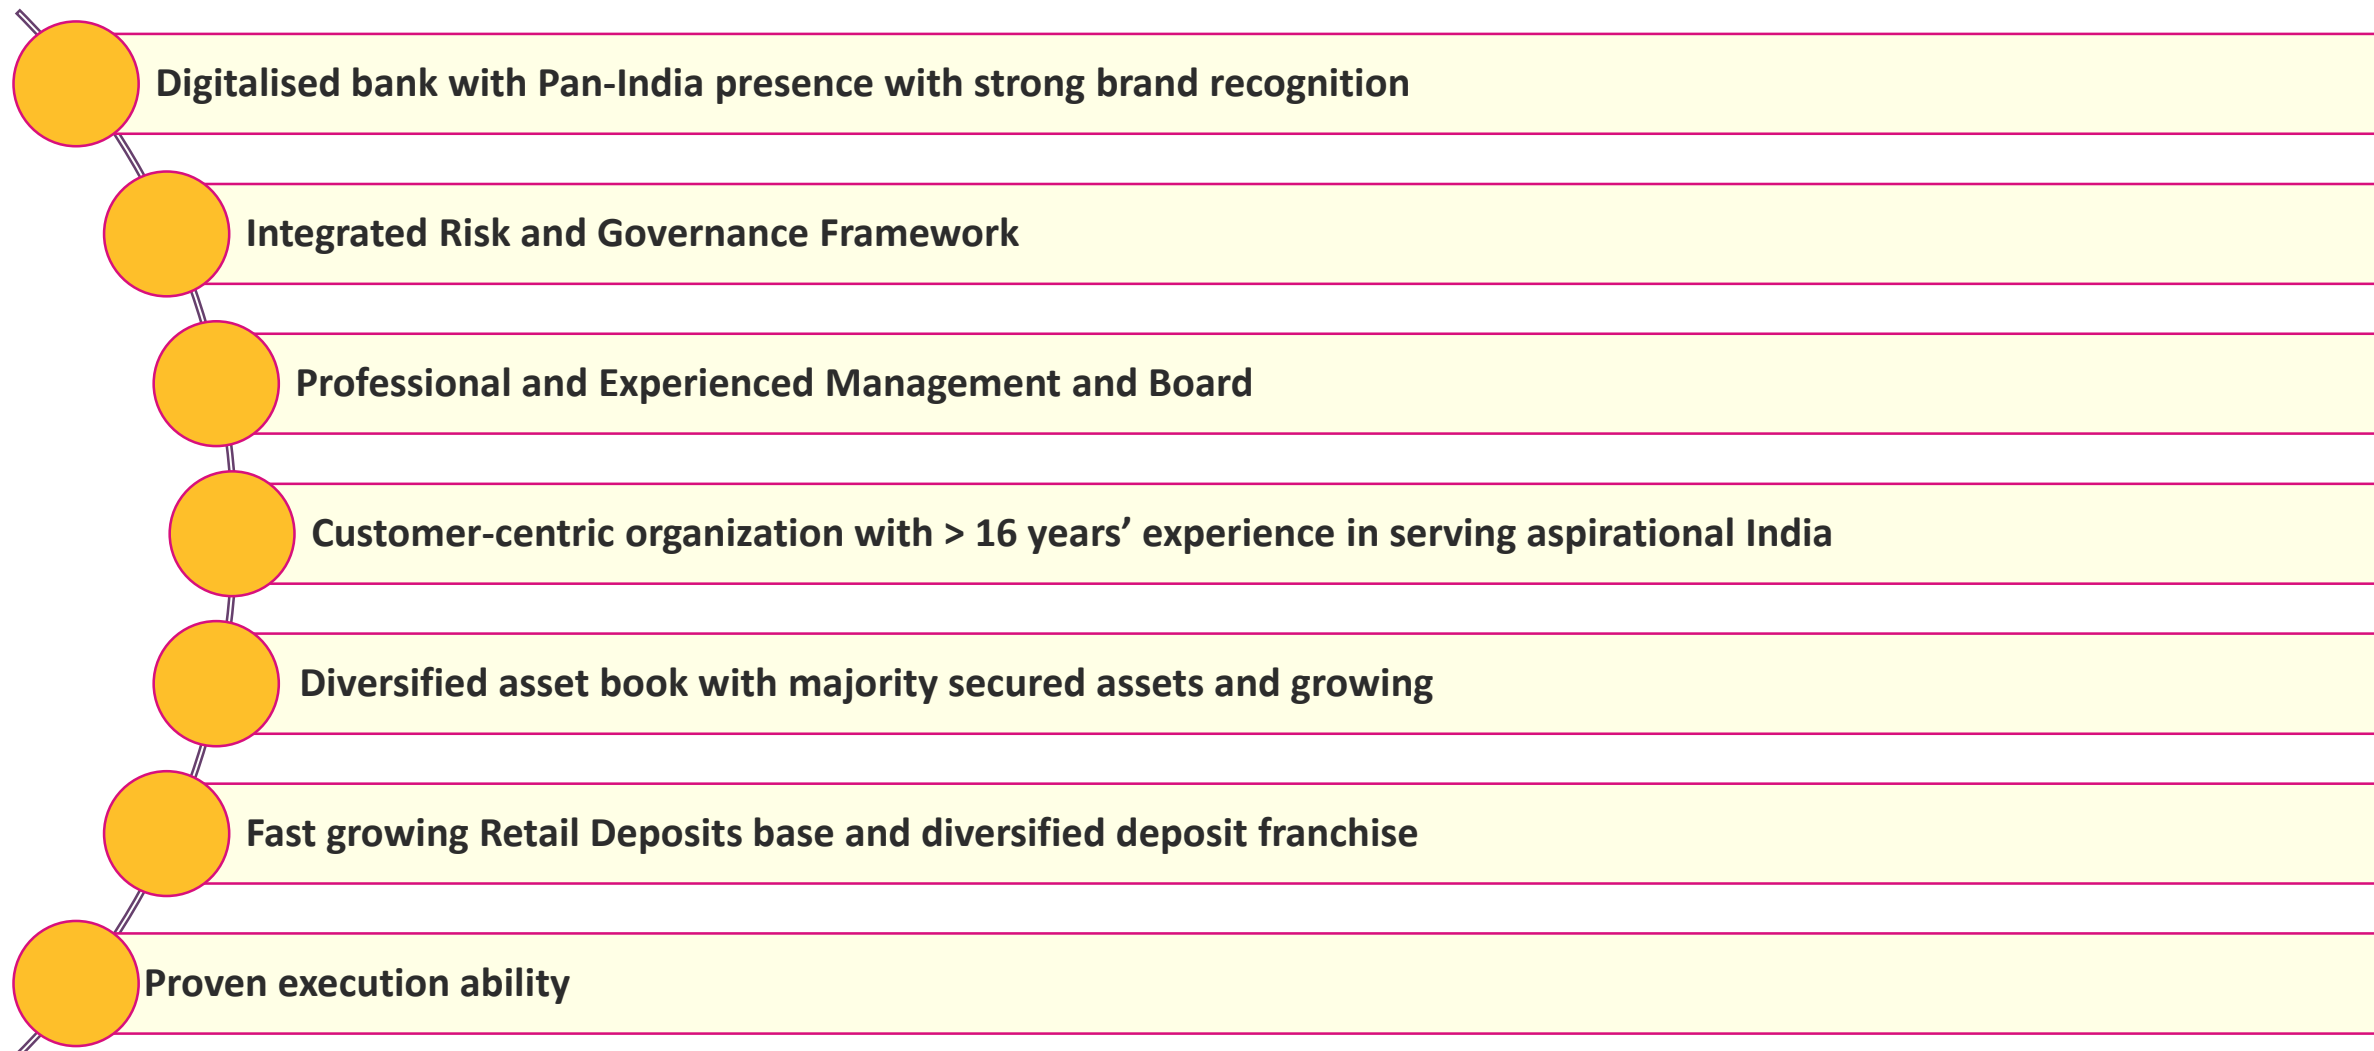 Digitalised bank with Pan-India presence with strong brand recognition
Integrated Risk and Governance Framework
Professional and Experienced Management and Board
Customer-centric organization with > 16 years’ experience in serving aspirational India
Diversified asset book with majority secured assets and growing
Fast growing Retail Deposits base and diversified deposit franchise
Proven execution ability